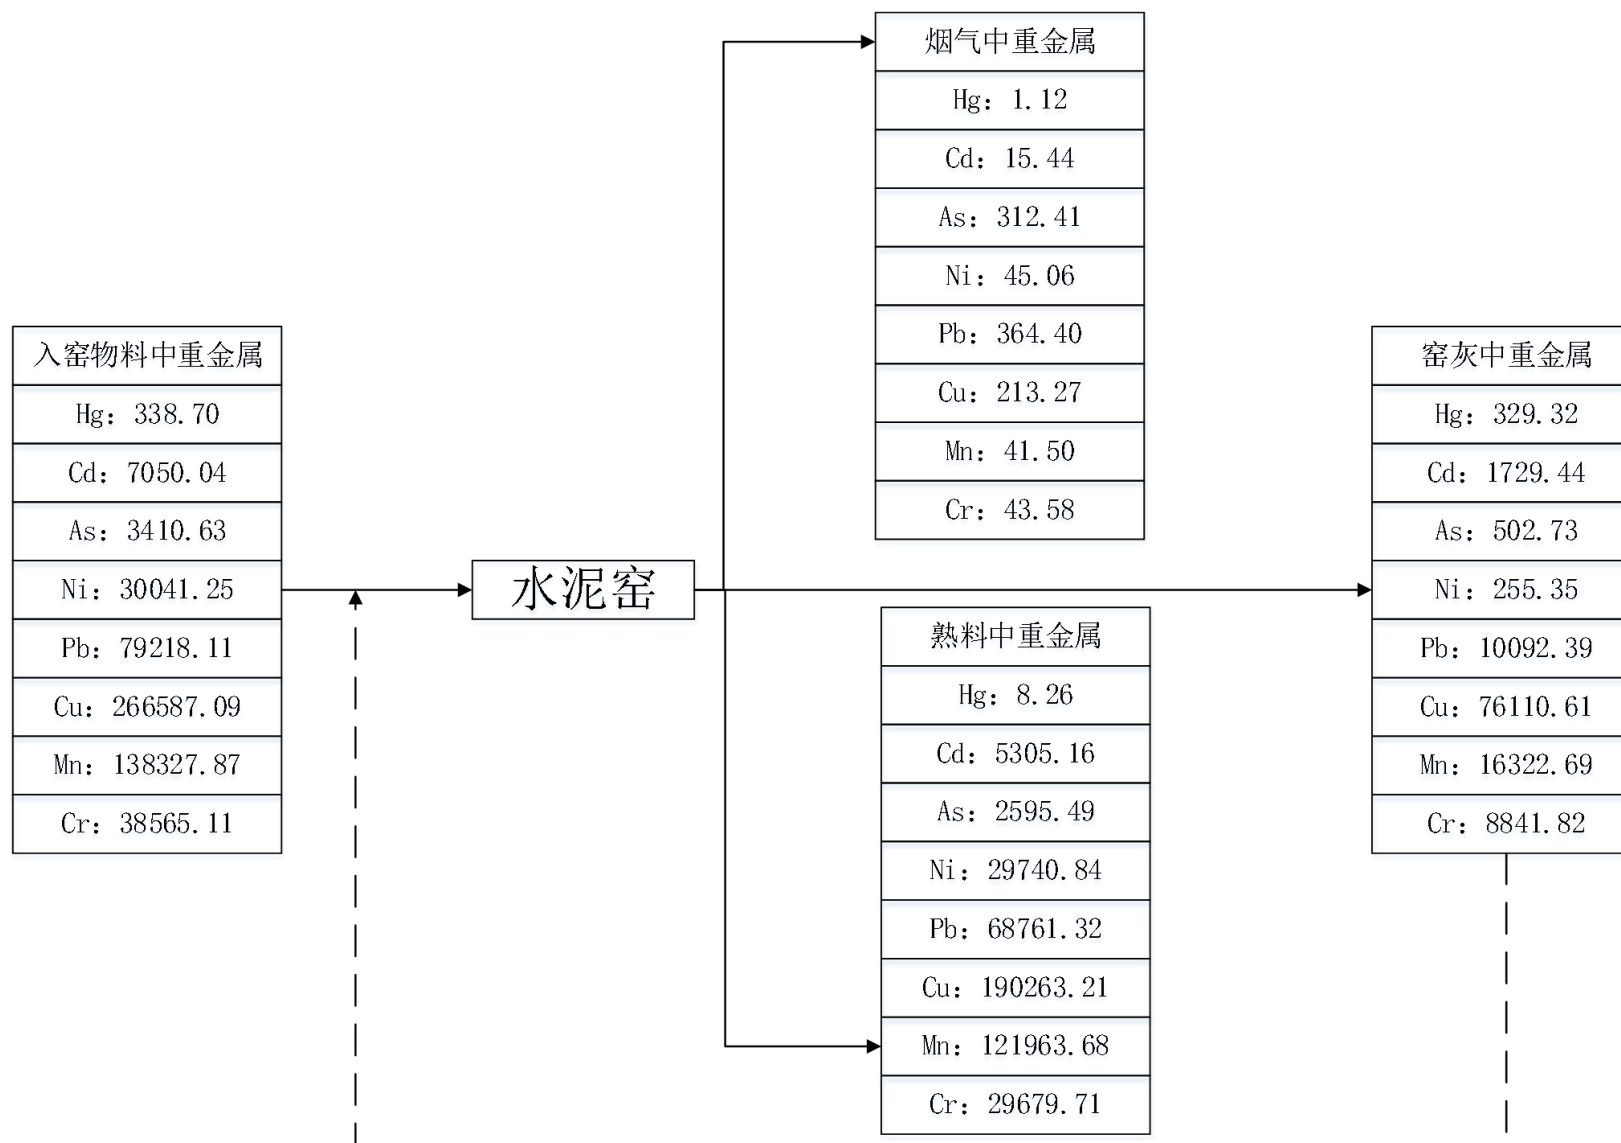 烟气中重金属
Hg: 1.12
Cd: 15.44
As: 312.41
Ni: 45.06
Pb: 364.40
Cu: 213.27
Mn: 41.50
Cr: 43.58
入窑物料中重金属
Hg: 338.70
Cd: 7050.04
As: 3410.63
Ni: 30041.25
Pb: 79218.11
Cu: 266587.09
Mn: 138327.87
Cr: 38565.11
水泥窑
熟料中重金属
Hg: 8.26
Cd: 5305.16
As: 2595.49
Ni: 29740.84
Pb: 68761.32
Cu: 190263.21
Mn: 121963.68
Cr: 29679.71
窑灰中重金属
Hg: 329.32
Cd: 1729.44
As: 502.73
Ni: 255.35
Pb: 10092.39
Cu: 76110.61
Mn: 16322.69
Cr: 8841.82